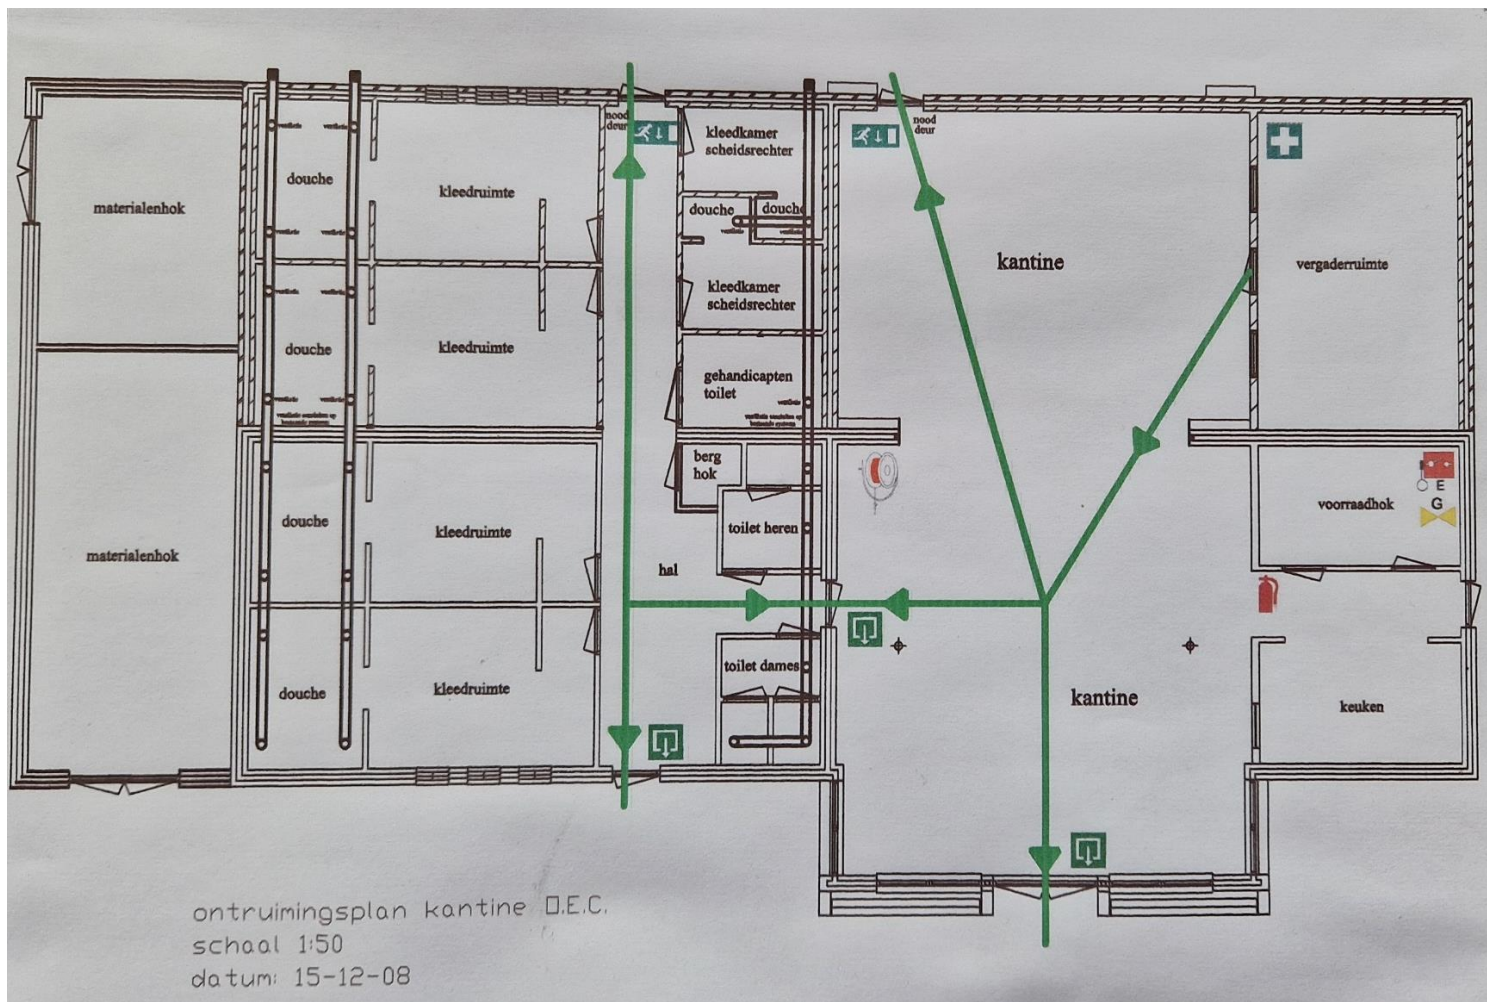 nood
deur
kleedkamer
scheidsrechter
nood
deur
douche
kleedruimte
materialenhok
douche
douche
kantine
vergaderruimte
kleedkamer
scheidsrechter
douche
kleedruimte
gehandicapten
toilet
berg
hok
E
voorraadhok
G
douche
kleedruimte
toilet heren
materialenhok
hal
toilet dames
douche
kleedruimte
kantine
keuken
ontruimingsplan kantine O.E.C.
schaal 1:50
datum: 15-12-08